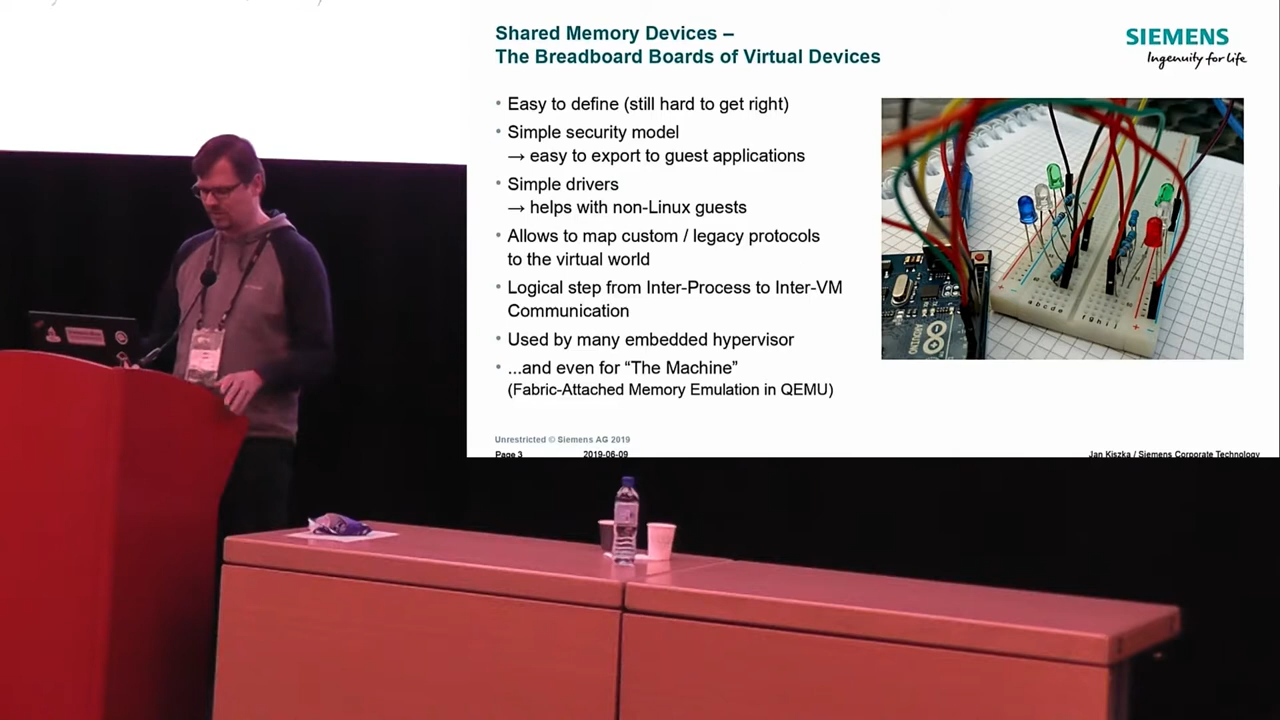 Shared Memory Devices –
The Breadboard Boards of Virtual Devices
SIEMENS
Ingenuity for life
• Easy to define (still hard to get right)
• Simple security model
→ easy to export to guest applications
• Simple drivers
→ helps with non-Linux guests
• Allows to map custom / legacy protocols
to the virtual world
• Logical step from Inter-Process to Inter-VM
Communication
• Used by many embedded hypervisor
• ...and even for “The Machine”
(Fabric-Attached Memory Emulation in QEMU)
ARDUINO
Unrestricted © Siemens AG 2019
Page 3 2019-06-09 Jan Kiszka / Siemens Corporate Technology